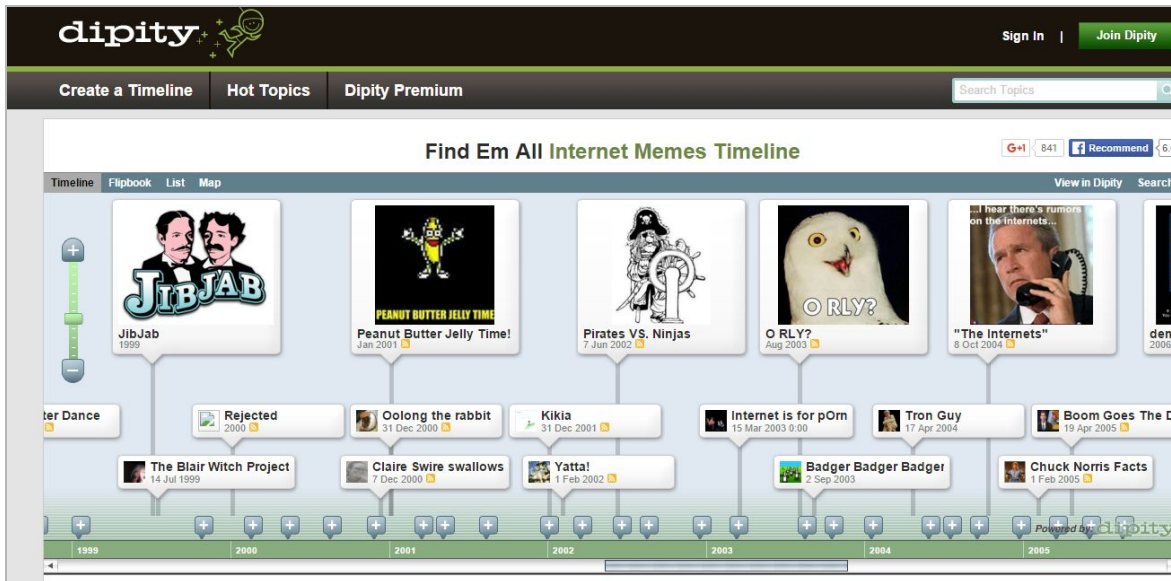 dipity
Sign In | Join Dipity
Create a Timeline
Hot Topics
Dipity Premium
Search Topics
Find Em All Internet Memes Timeline
G+1 841
Recommend
Timeline Flipbook List Map
View in Dipity Search
JIBJAB
JibJab
1999
PEANUT BUTTER JELLY TIME
Peanut Butter Jelly Time!
Jan 2001
Pirates VS. Ninjas
7 Jun 2002
O RLY?
O RLY?
Aug 2003
...I hear there's rumors
on the internets...
"The Internets"
8 Oct 2004
den
2006
ter Dance
Rejected
2000
Oolong the rabbit
31 Dec 2000
Kikia
31 Dec 2001
Internet is for pOrn
15 Mar 2003 0:00
Tron Guy
17 Apr 2004
Boom Goes The D
19 Apr 2005
The Blair Witch Project
14 Jul 1999
Claire Swire swallows
7 Dec 2000
Yatta!
1 Feb 2002
Badger Badger Badger
2 Sep 2003
Chuck Norris Facts
1 Feb 2005
Powered by: dipity
1999 2000 2001 2002 2003 2004 2005